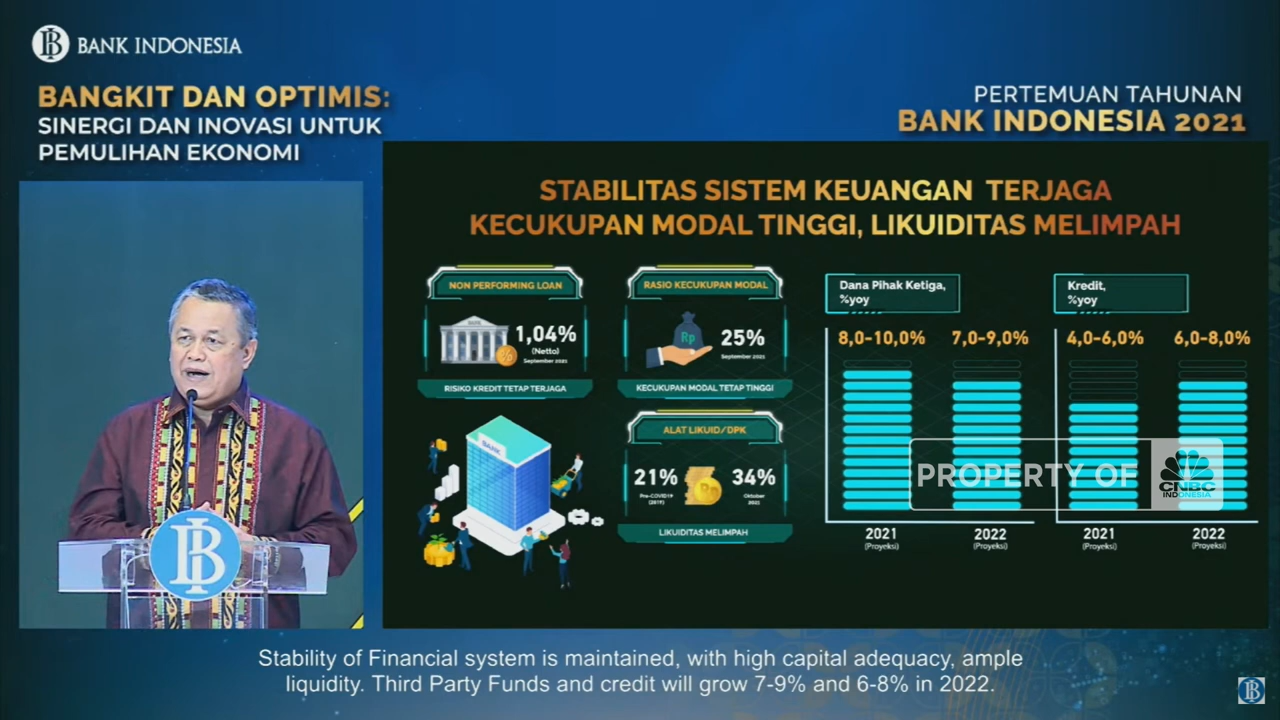 BANK INDONESIA
BANGKIT DAN OPTIMIS:
SINERGI DAN INOVASI UNTUK
PEMULIHAN EKONOMI
PERTEMUAN TAHUNAN
BANK INDONESIA 2021
STABILITAS SISTEM KEUANGAN TERJAGA
KECUKUPAN MODAL TINGGI, LIKUIDITAS MELIMPAH
NON PERFORMING LOAN
BANK
1,04%
(Netto)
September 2021
%
RISIKO KREDIT TETAP TERJAGA
RASIO KECUKUPAN MODAL
Rp
25%
September 2021
KECUKUPAN MODAL TETAP TINGGI
BANK
ALAT LIKUID/DPK
21%
Pre-COVID19
(2019)
Rp
34%
Oktober
2021
LIKUIDITAS MELIMPAH
Dana Pihak Ketiga,
%yoy
8,0-10,0% 7,0-9,0%
2021 2022
(Proyeksi) (Proyeksi)
Kredit,
%yoy
4,0-6,0% 6,0-8,0%
2021 2022
(Proyeksi) (Proyeksi)
PROPERTY OF
CNBC
INDONESIA
Stability of Financial system is maintained, with high capital adequacy, ample
liquidity. Third Party Funds and credit will grow 7-9% and 6-8% in 2022.